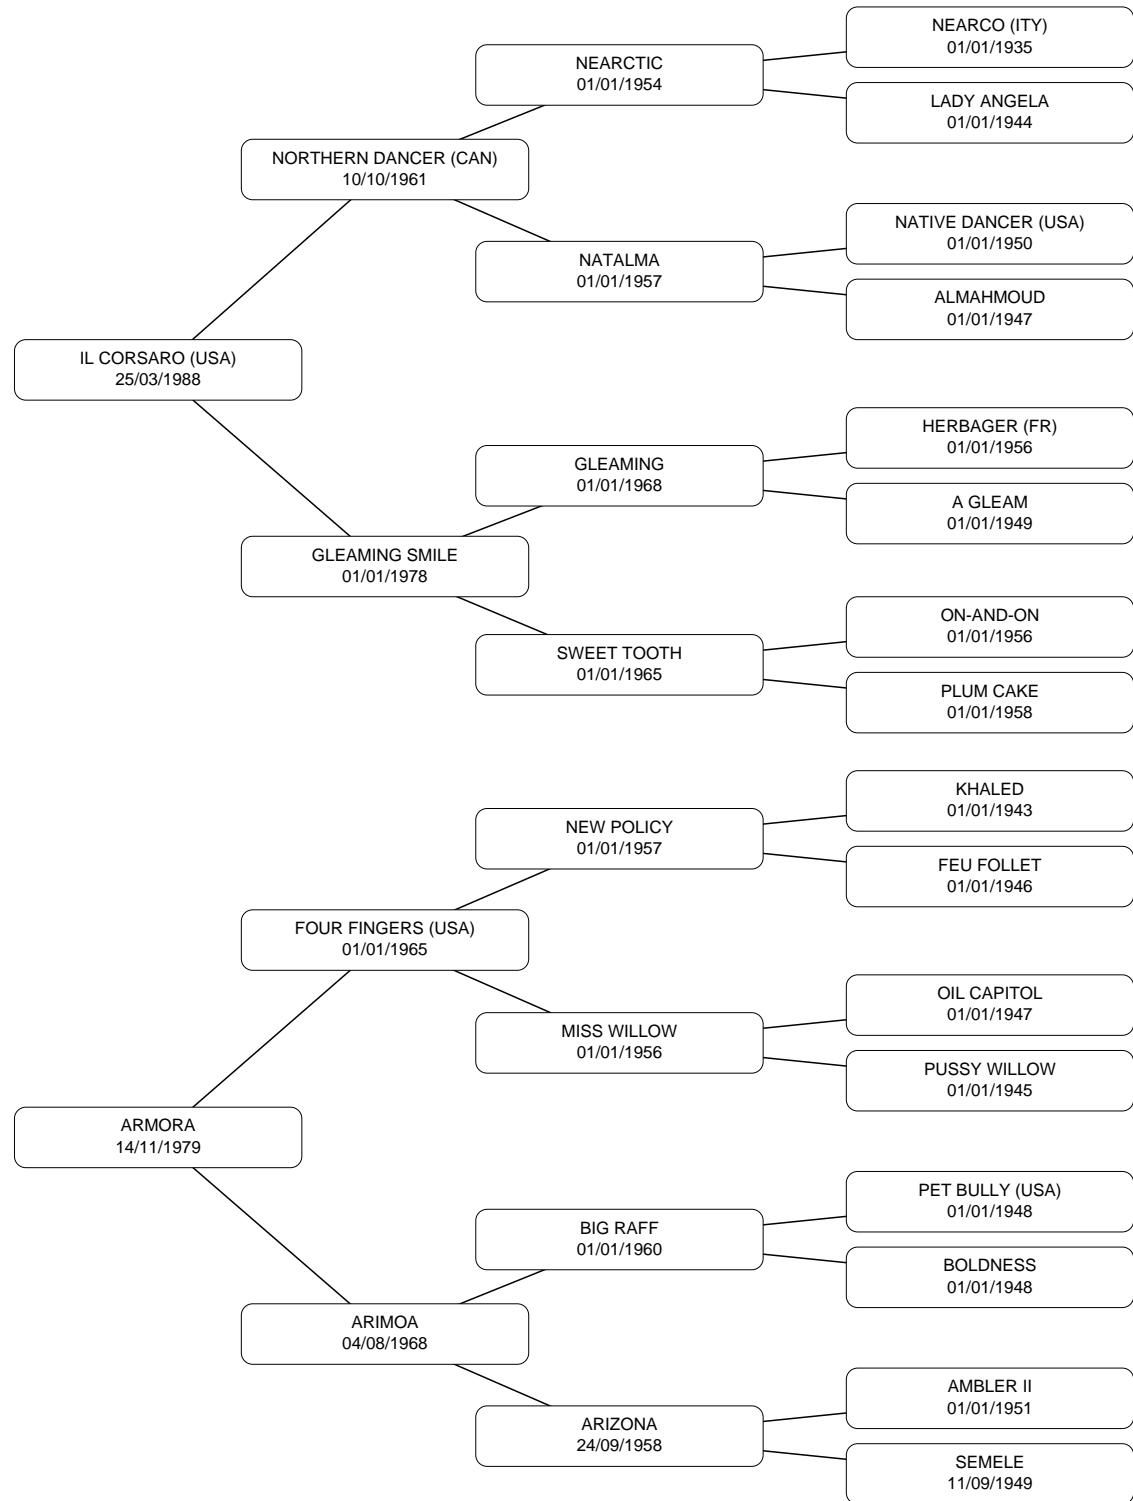 NEARCO (ITY)
01/01/1935
NEARCTIC
01/01/1954
LADY ANGELA
01/01/1944
NORTHERN DANCER (CAN)
10/10/1961
NATIVE DANCER (USA)
01/01/1950
NATALMA
01/01/1957
ALMAHMOUD
01/01/1947
IL CORSARO (USA)
25/03/1988
HERBAGER (FR)
01/01/1956
GLEAMING
01/01/1968
A GLEAM
01/01/1949
GLEAMING SMILE
01/01/1978
ON-AND-ON
01/01/1956
SWEET TOOTH
01/01/1965
PLUM CAKE
01/01/1958
KHALED
01/01/1943
NEW POLICY
01/01/1957
FEU FOLLET
01/01/1946
FOUR FINGERS (USA)
01/01/1965
OIL CAPITOL
01/01/1947
MISS WILLOW
01/01/1956
PUSSY WILLOW
01/01/1945
ARMORA
14/11/1979
PET BULLY (USA)
01/01/1948
BIG RAFF
01/01/1960
BOLDNESS
01/01/1948
ARIMOA
04/08/1968
AMBLER II
01/01/1951
ARIZONA
24/09/1958
SEMELE
11/09/1949